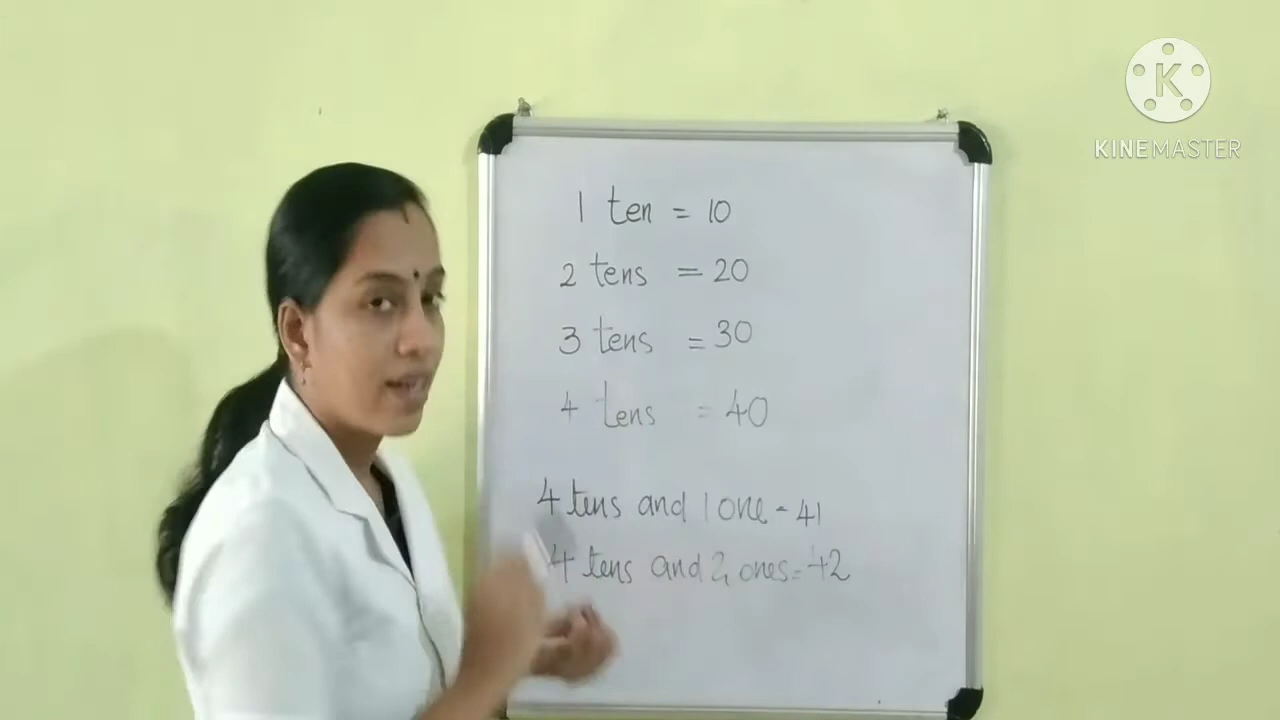 1 ten = 10
2 tens = 20
3 tens = 30
4 tens = 40
4 tens and 1 one = 41
4 tens and 2 ones = 42
K
KINEMASTER